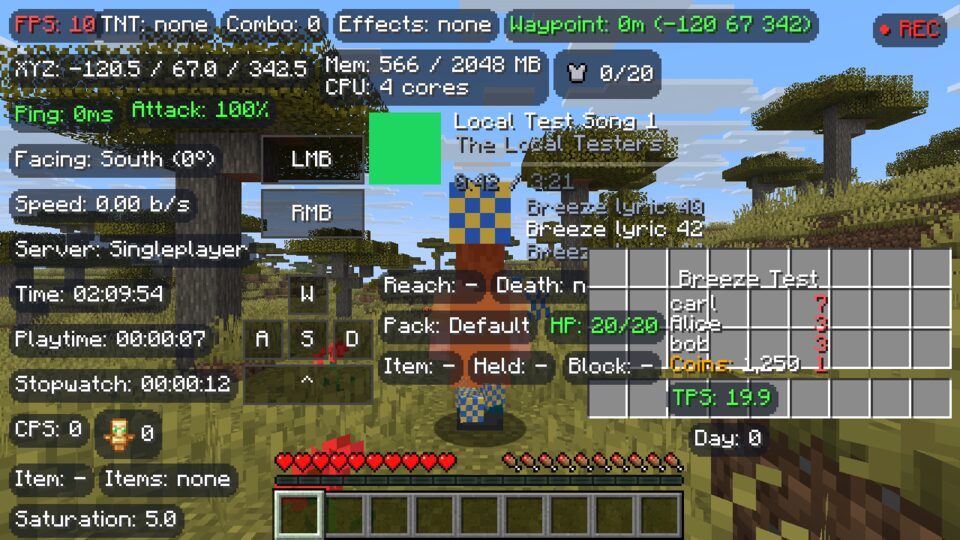 FPS: 10 TNT: none Combo: 0 Effects: none Waypoint: 0m (-120 67 342) REC
XYZ: -120.5 / 67.0 / 342.5
Mem: 566 / 2048 MB
CPU: 4 cores
0/20
Ping: 0ms Attack: 100%
Local Test Song 1
The Local Testers
0:42 / 3:21
Facing: South (0°)
LMB
Speed: 0.00 b/s
RMB
Breeze lyric
Breeze lyric 42
Breeze
Server: Singleplayer
Time: 02:09:54
W
Reach: - Death: n
Breeze Test
carl 7
Alice 3
bob 3
Coins: 1,250 1
Playtime: 00:00:07
A S D
Pack: Default HP: 20/20
Item: - Held: - Block: -
Stopwatch: 00:00:12
^
TPS: 19.9
CPS: 0
0
Day: 0
Item: - Items: none
Saturation: 5.0